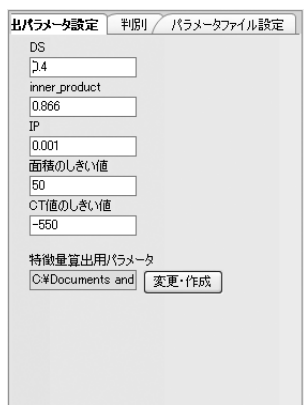 出パラメータ設定 判別 パラメータファイル設定
DS
0.4
inner_product
0.866
IP
0.001
面積のしきい値
50
CT値のしきい値
-550
特徴量算出用パラメータ
C:¥Documents and 変更・作成